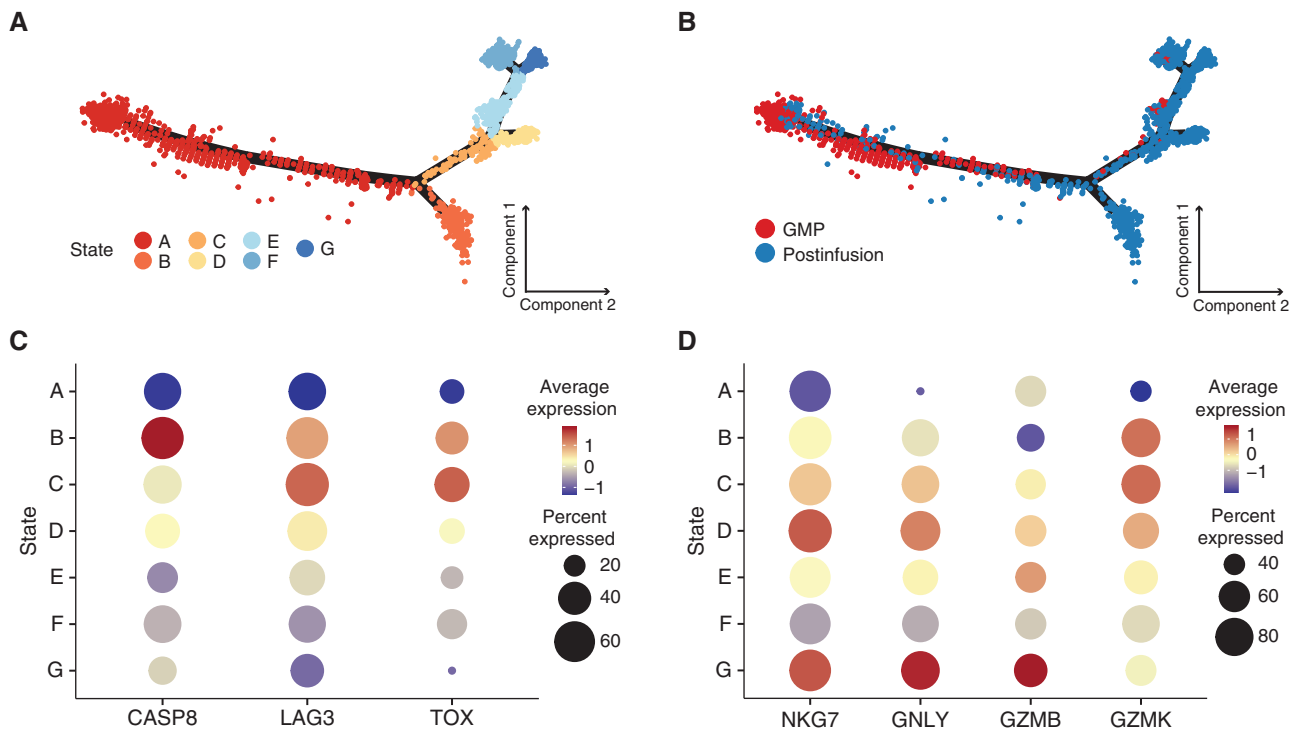 A
B
State
A
C
E
G
B
D
F
Component 1
Component 2
GMP
Postinfusion
Component 1
Component 2
C
D
State
A
B
C
D
E
F
G
CASP8
LAG3
TOX
Average
expression
1
0
−1
Percent
expressed
20
40
60
State
A
B
C
D
E
F
G
NKG7
GNLY
GZMB
GZMK
Average
expression
1
0
−1
Percent
expressed
40
60
80